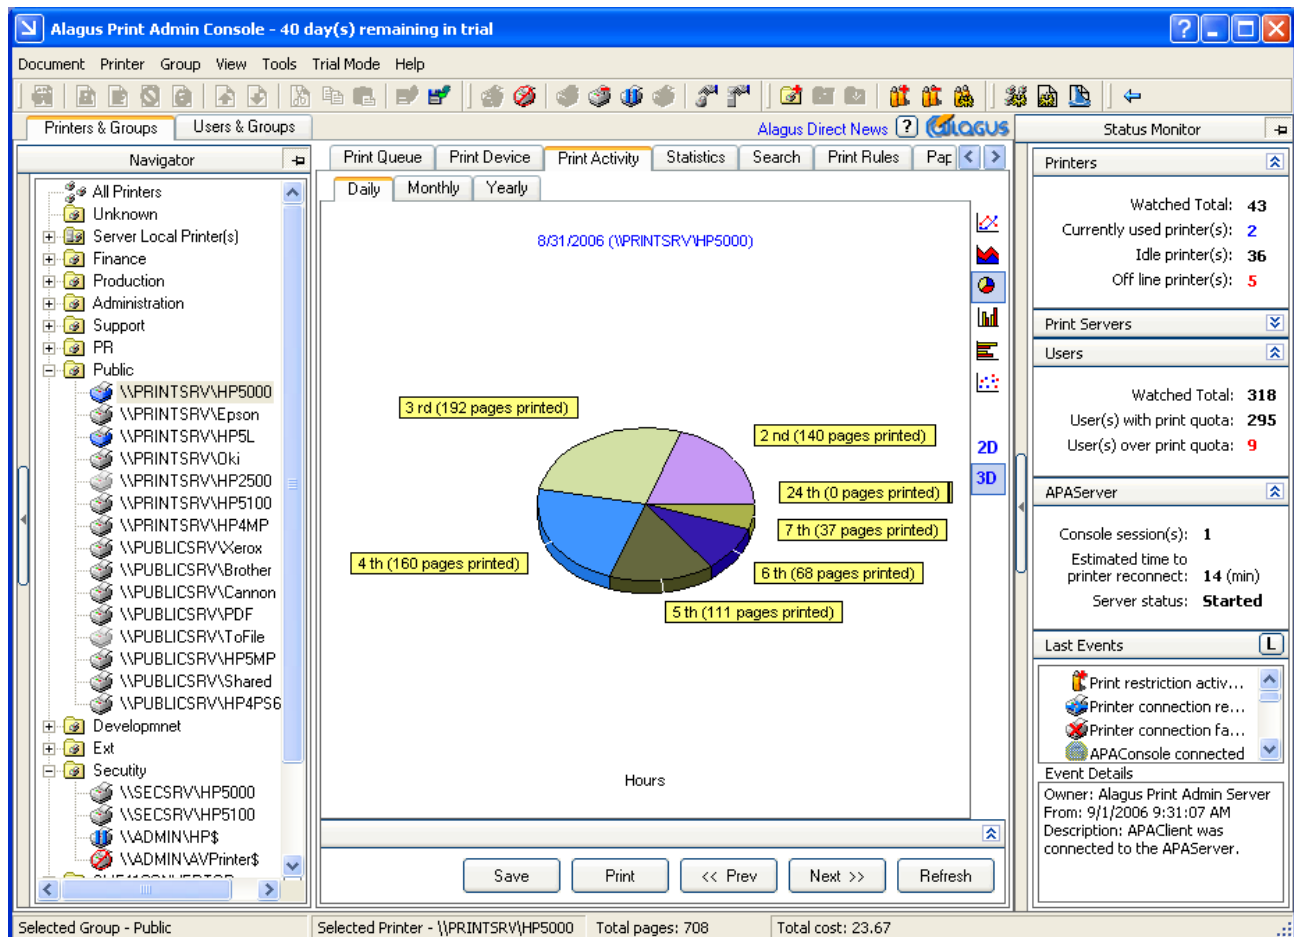 Alagus Print Admin Console - 40 day(s) remaining in trial
Document Printer Group View Tools Trial Mode Help
Printers & Groups Users & Groups
Alagus Direct News ? alagus
Status Monitor
Navigator
All Printers
Unknown
Server Local Printer(s)
Finance
Production
Administration
Support
PR
Public
\\PRINTSRV\HP5000
\\PRINTSRV\Epson
\\PRINTSRV\HP5L
\\PRINTSRV\Oki
\\PRINTSRV\HP2500
\\PRINTSRV\HP5100
\\PRINTSRV\HP4MP
\\PUBLICSRV\Xerox
\\PUBLICSRV\Brother
\\PUBLICSRV\Cannon
\\PUBLICSRV\PDF
\\PUBLICSRV\ToFile
\\PUBLICSRV\HP5MP
\\PUBLICSRV\Shared
\\PUBLICSRV\HP4PS6
Developmnet
Ext
Secutity
\\SECSRV\HP5000
\\SECSRV\HP5100
\\ADMIN\HP$
\\ADMIN\AVPrinter$
Print Queue Print Device Print Activity Statistics Search Print Rules Pap
Daily Monthly Yearly
8/31/2006 (\\PRINTSRV\HP5000)
3 rd (192 pages printed)
2 nd (140 pages printed)
24 th (0 pages printed)
7 th (37 pages printed)
4 th (160 pages printed)
6 th (68 pages printed)
5 th (111 pages printed)
Hours
2D
3D
Save Print << Prev Next >> Refresh
Printers
Watched Total: 43
Currently used printer(s): 2
Idle printer(s): 36
Off line printer(s): 5
Print Servers
Users
Watched Total: 318
User(s) with print quota: 295
User(s) over print quota: 9
APAServer
Console session(s): 1
Estimated time to
printer reconnect: 14 (min)
Server status: Started
Last Events L
Print restriction activ...
Printer connection re...
Printer connection fa...
APAConsole connected
Event Details
Owner: Alagus Print Admin Server
From: 9/1/2006 9:31:07 AM
Description: APAClient was
connected to the APAServer.
Selected Group - Public Selected Printer - \\PRINTSRV\HP5000 Total pages: 708 Total cost: 23.67